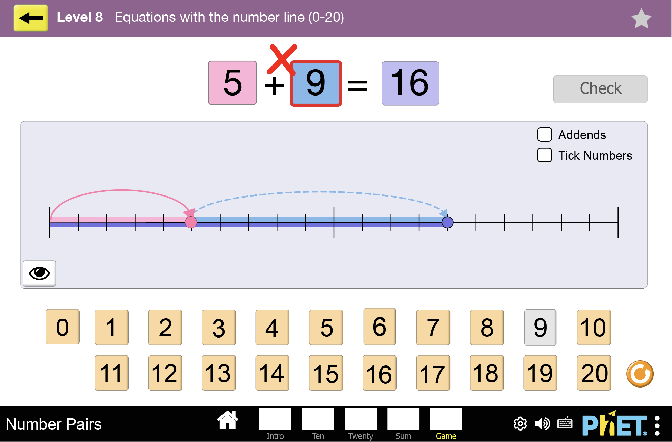 Level 8 Equations with the number line (0-20)
5 + 9 = 16
Check
Addends
Tick Numbers
0 1 2 3 4 5 6 7 8 9 10
11 12 13 14 15 16 17 18 19 20
Number Pairs
Intro Ten Twenty Sum Game
PhET